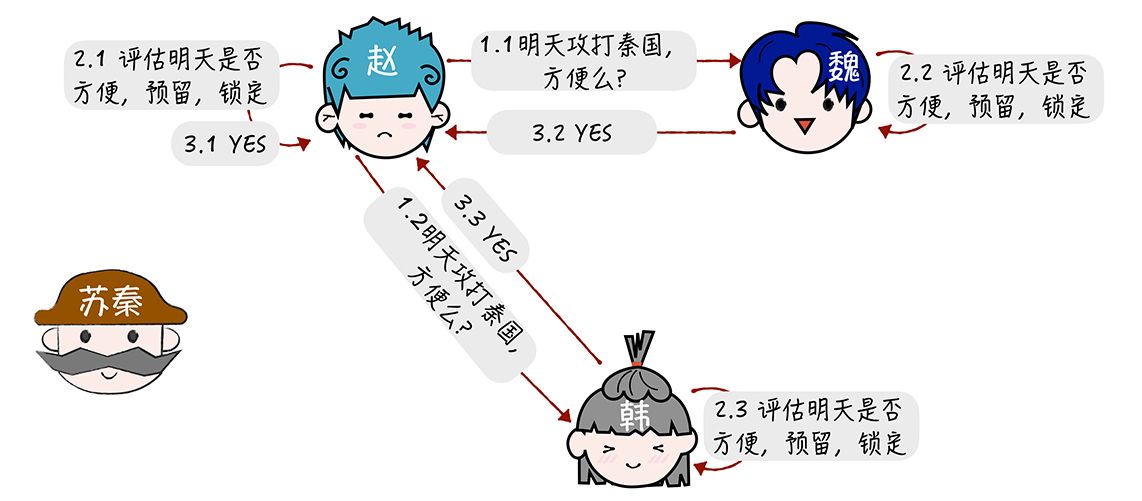 2.1 评估明天是否
方便，预留，锁定
3.1 YES
赵
1.1明天攻打秦国，
方便么？
3.2 YES
魏
2.2 评估明天是否
方便，预留，锁定
1.2明天攻打秦国，
方便么？
3.3 YES
苏秦
韩
2.3 评估明天是否
方便，预留，锁定